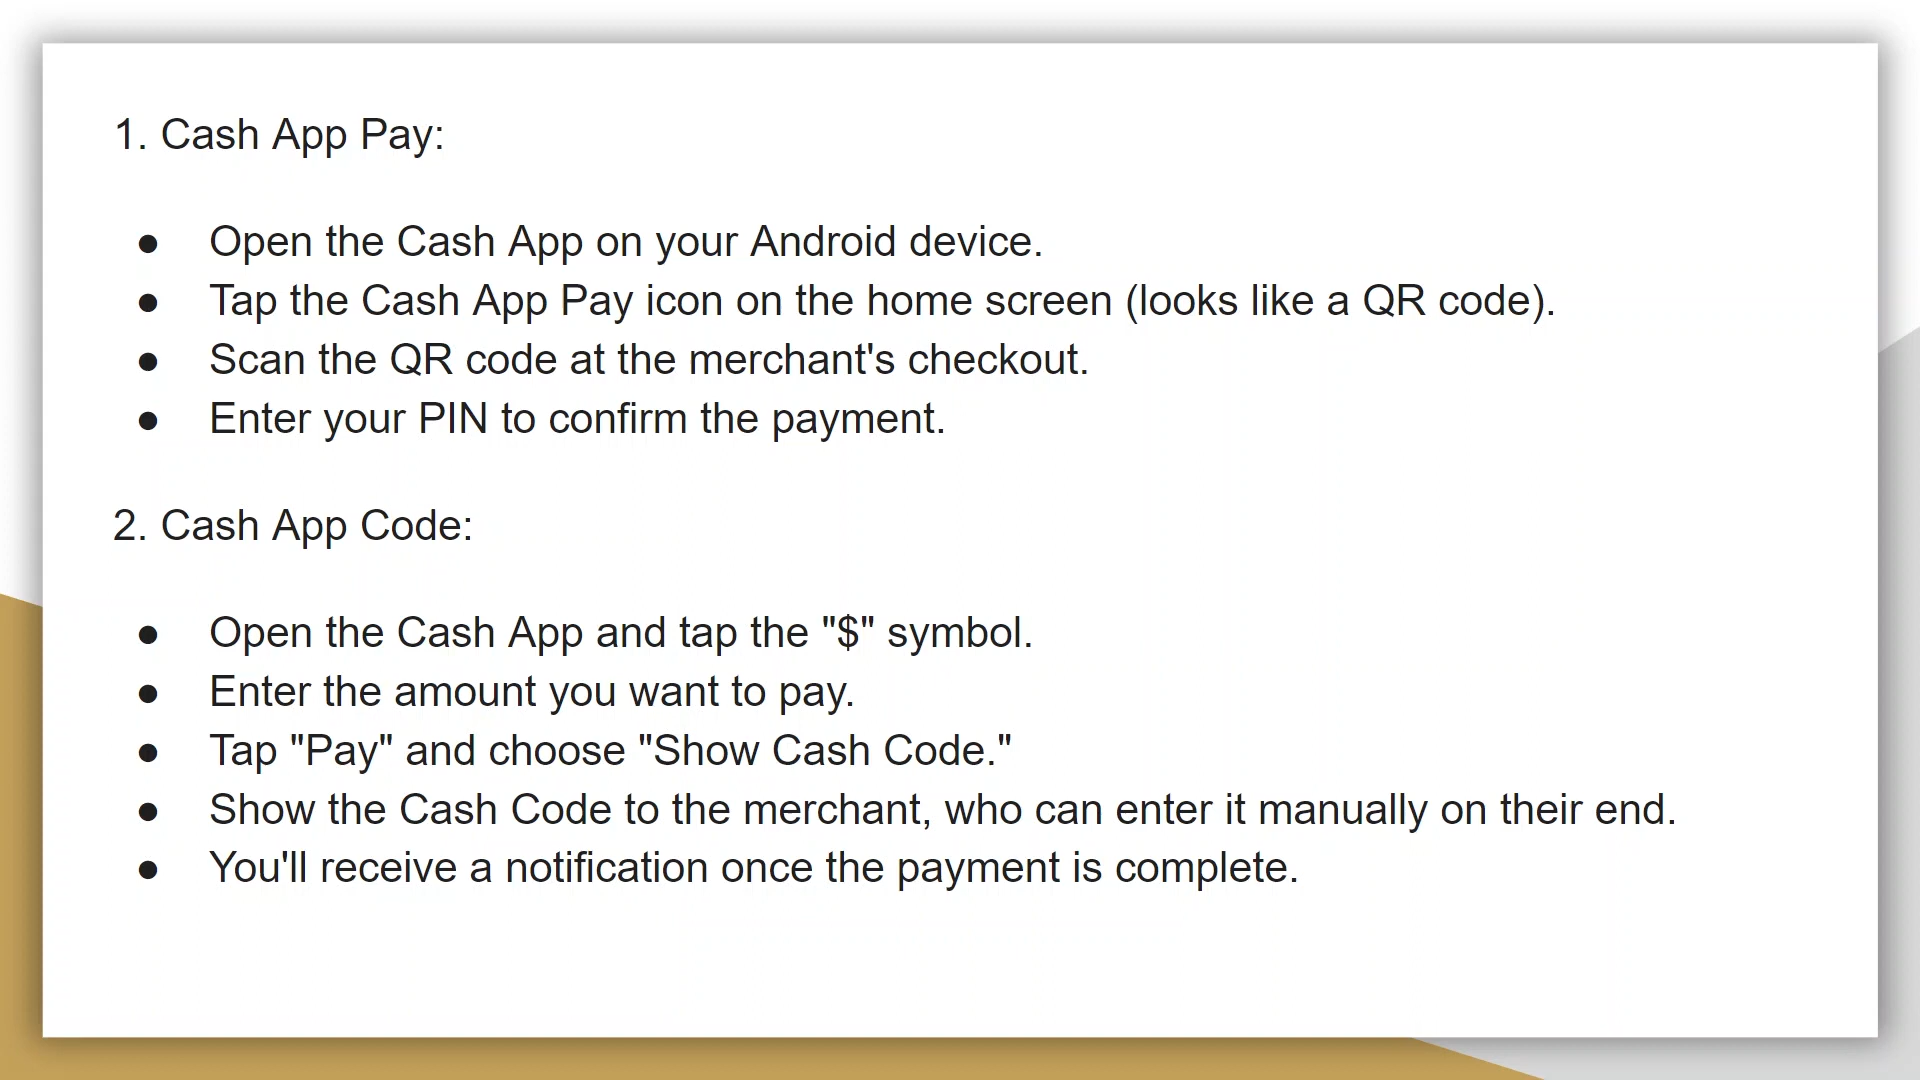 1. Cash App Pay:
● Open the Cash App on your Android device.
● Tap the Cash App Pay icon on the home screen (looks like a QR code).
● Scan the QR code at the merchant's checkout.
● Enter your PIN to confirm the payment.
2. Cash App Code:
● Open the Cash App and tap the "$" symbol.
● Enter the amount you want to pay.
● Tap "Pay" and choose "Show Cash Code."
● Show the Cash Code to the merchant, who can enter it manually on their end.
● You'll receive a notification once the payment is complete.